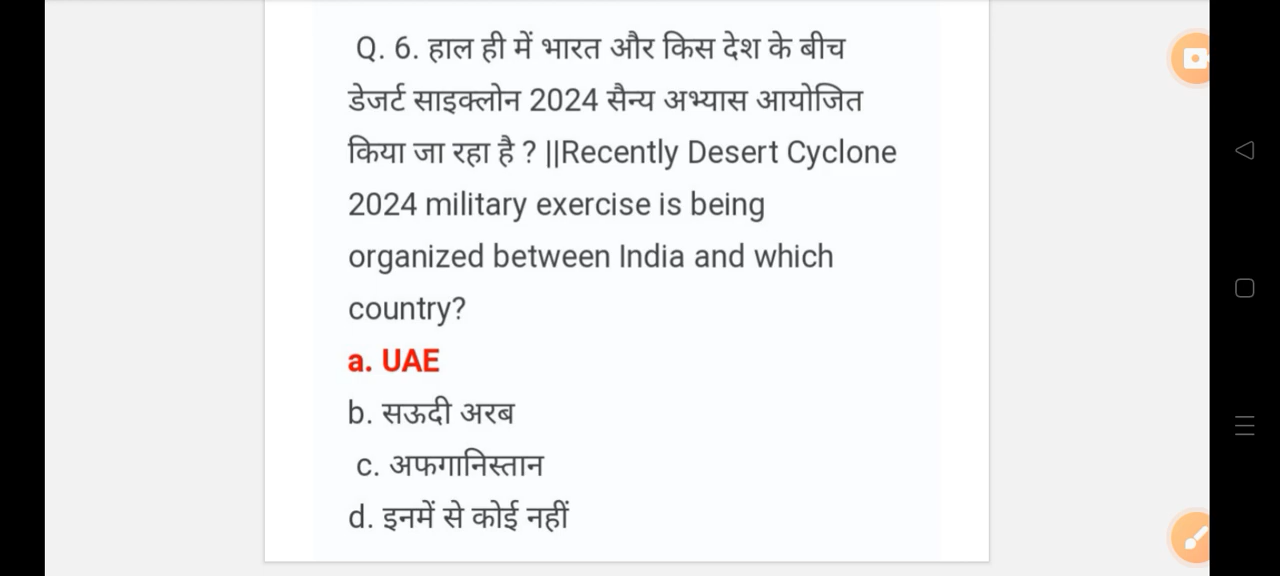 Q. 6. हाल ही में भारत और किस देश के बीच
डेजर्ट साइक्लोन 2024 सैन्य अभ्यास आयोजित
किया जा रहा है ? ||Recently Desert Cyclone
2024 military exercise is being
organized between India and which
country?
a. UAE
b. सऊदी अरब
c. अफगानिस्तान
d. इनमें से कोई नहीं